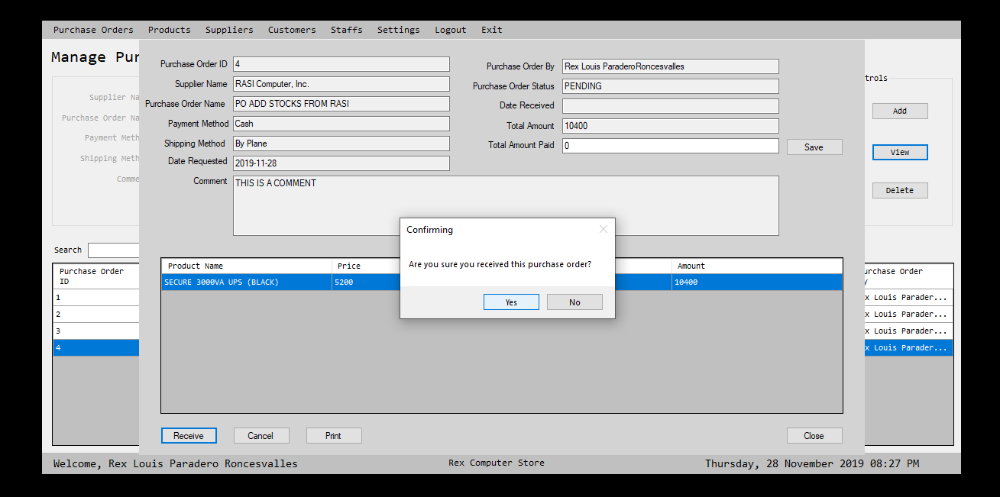 Purchase Orders Products Suppliers Customers Staffs Settings Logout Exit
Manage Pur
Purchase Order ID 4
Supplier Name RASI Computer, Inc.
Purchase Order Name PO ADD STOCKS FROM RASI
Payment Method Cash
Shipping Method By Plane
Date Requested 2019-11-28
Comment THIS IS A COMMENT
Purchase Order By Rex Louis ParaderoRoncesvalles
Purchase Order Status PENDING
Date Received
Total Amount 10400
Total Amount Paid 0 Save
Supplier Na
Purchase Order Na
Payment Meth
Shipping Meth
Comme
trols
Add
View
Delete
Search
Purchase Order
ID
1
2
3
4
Product Name Price Amount
SECURE 3000VA UPS (BLACK) 5200 10400
Confirming
Are you sure you received this purchase order?
Yes No
urchase Order
y
x Louis Parader...
x Louis Parader...
x Louis Parader...
x Louis Parader...
Receive Cancel Print Close
Welcome, Rex Louis Paradero Roncesvalles Rex Computer Store Thursday, 28 November 2019 08:27 PM